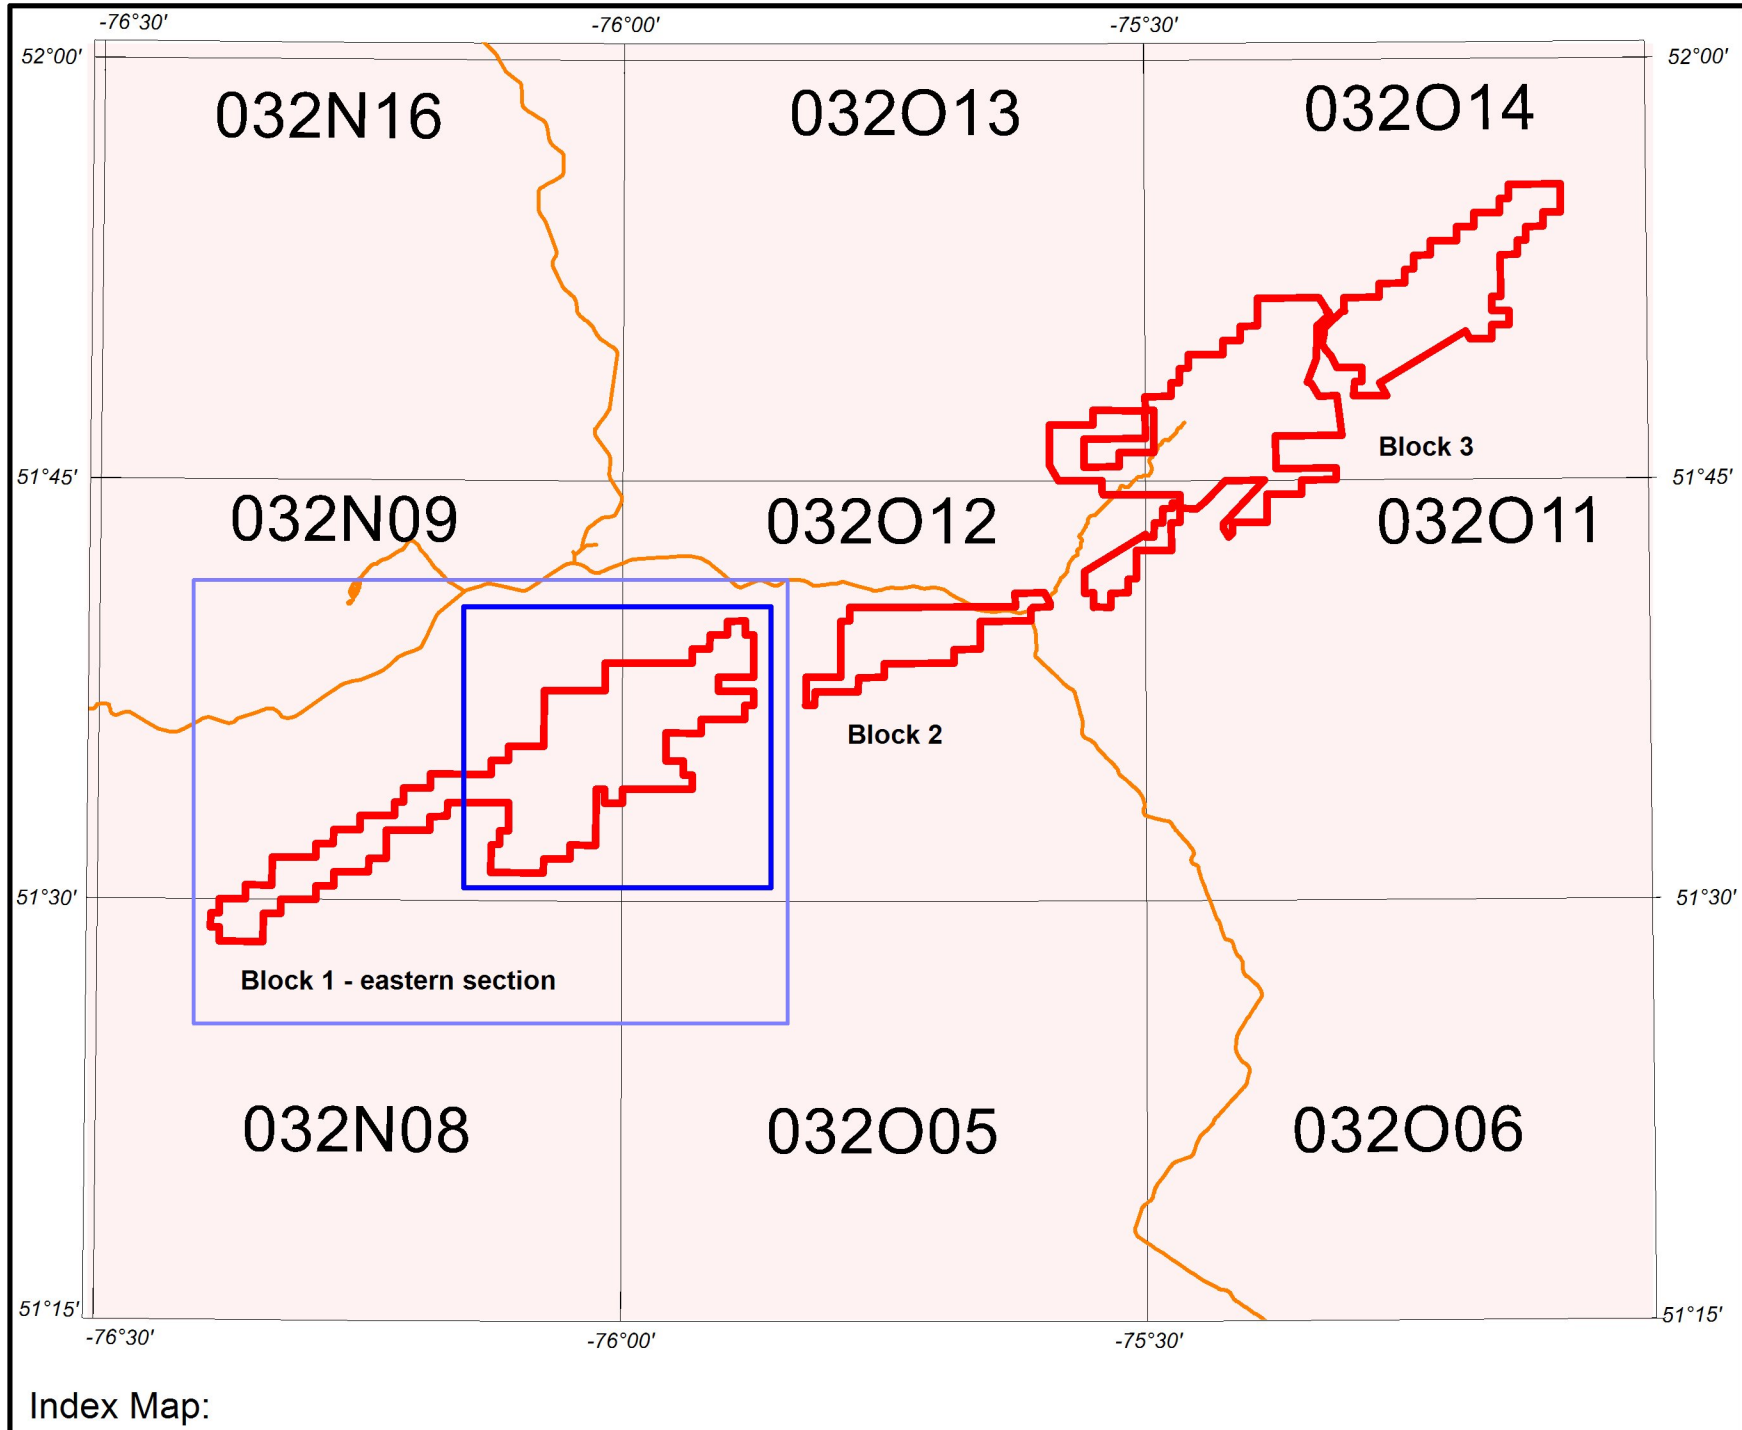 -76°30' -76°00' -75°30'
52°00' 52°00'
032N16 032O13 032O14
Block 3
51°45' 51°45'
032N09 032O12 032O11
Block 2
51°30' 51°30'
Block 1 - eastern section
032N08 032O05 032O06
51°15' 51°15'
-76°30' -76°00' -75°30'
Index Map: